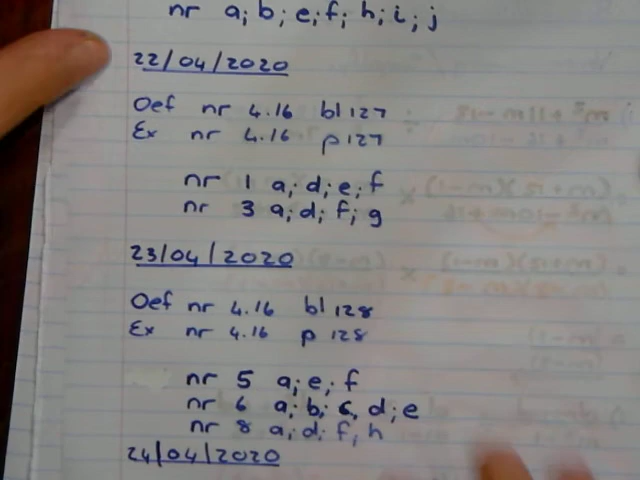 nr a; b; e; f; h; i; j
22/04/2020
Oef nr 4.16 bl 127
Ex nr 4.16 p 127
nr 1 a; d; e; f
nr 3 a; d; f; g
23/04/2020
Oef nr 4.16 bl 128
Ex nr 4.16 p 128
nr 5 a; e; f
nr 6 a; b; c, d; e
nr 8 a; d; f, h
24/04/2020